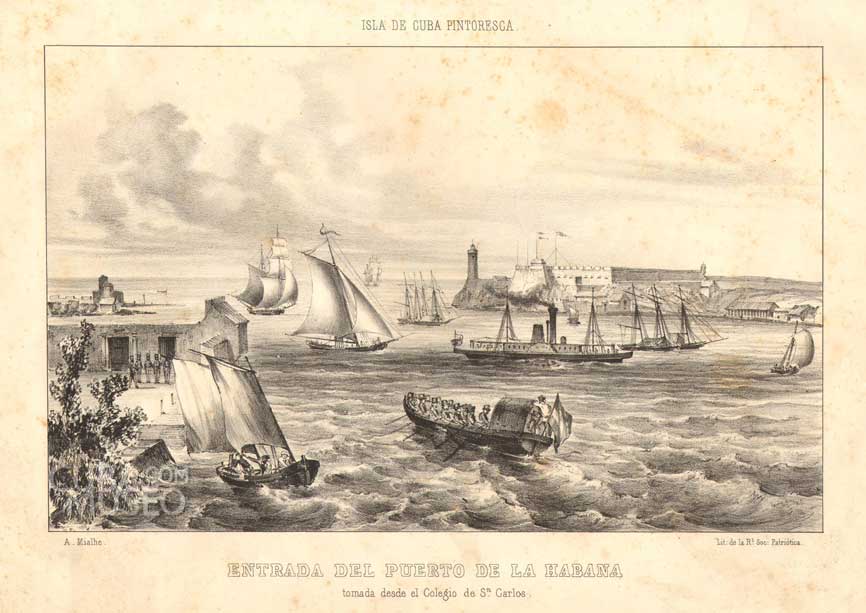 ISLA DE CUBA PINTORESCA.
A. Mialhe.
Lit: de la Rl. Soc: Patriótica.
ENTRADA DEL PUERTO DE LA HABANA
tomada desde el Colegio de Sn. Carlos.
MUSEO